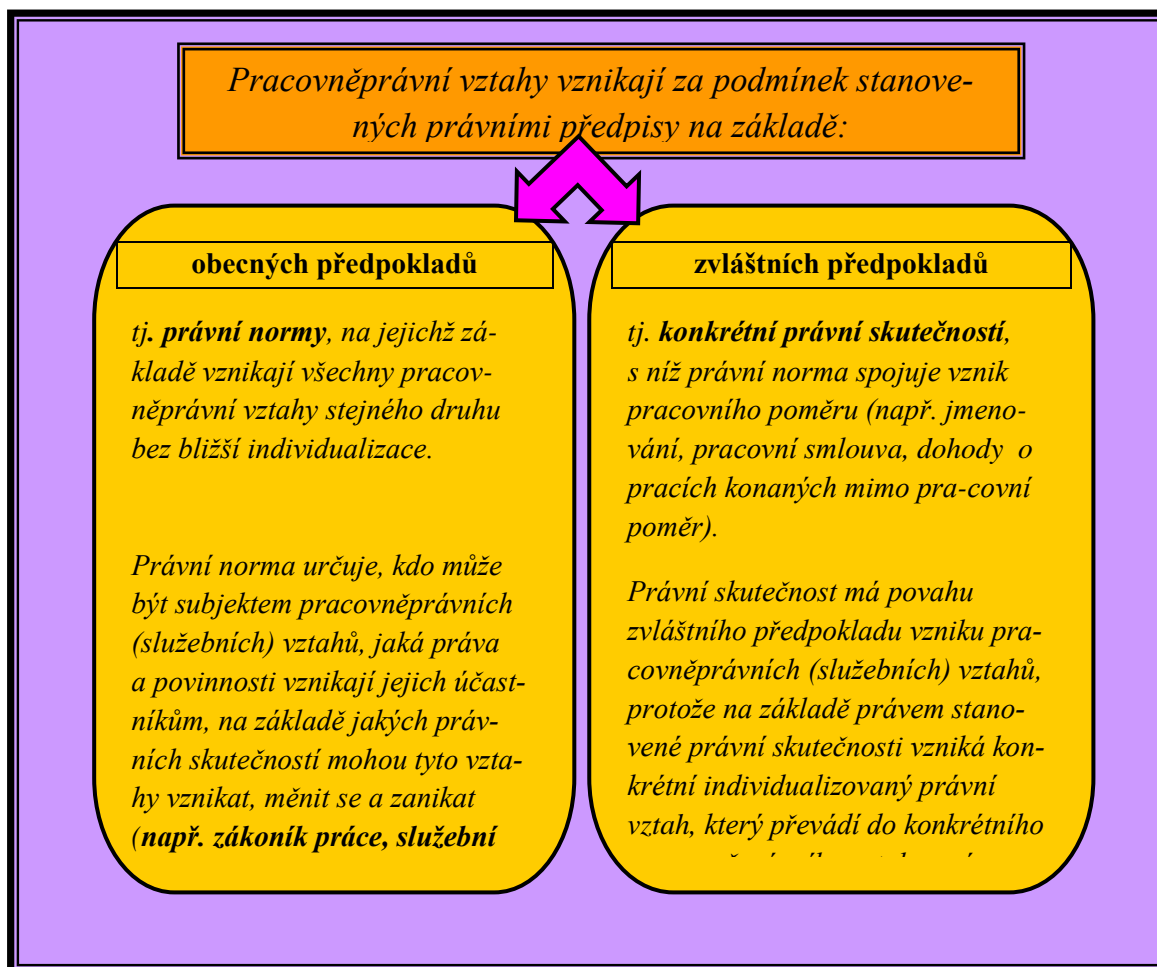 Pracovněprávní vztahy vznikají za podmínek stanove-
ných právními předpisy na základě:
obecných předpokladů
tj. právní normy, na jejichž zá-
kladě vznikají všechny pracov-
něprávní vztahy stejného druhu
bez bližší individualizace.
Právní norma určuje, kdo může
být subjektem pracovněprávních
(služebních) vztahů, jaká práva
a povinnosti vznikají jejich účast-
níkům, na základě jakých práv-
ních skutečností mohou tyto vzta-
hy vznikat, měnit se a zanikat
(např. zákoník práce, služební
zvláštních předpokladů
tj. konkrétní právní skutečností,
s níž právní norma spojuje vznik
pracovního poměru (např. jmeno-
vání, pracovní smlouva, dohody  o
pracích konaných mimo pra-covní
poměr).
Právní skutečnost má povahu
zvláštního předpokladu vzniku pra-
covněprávních (služebních) vztahů,
protože na základě právem stano-
vené právní skutečnosti vzniká kon-
krétní individualizovaný právní
vztah, který převádí do konkrétního